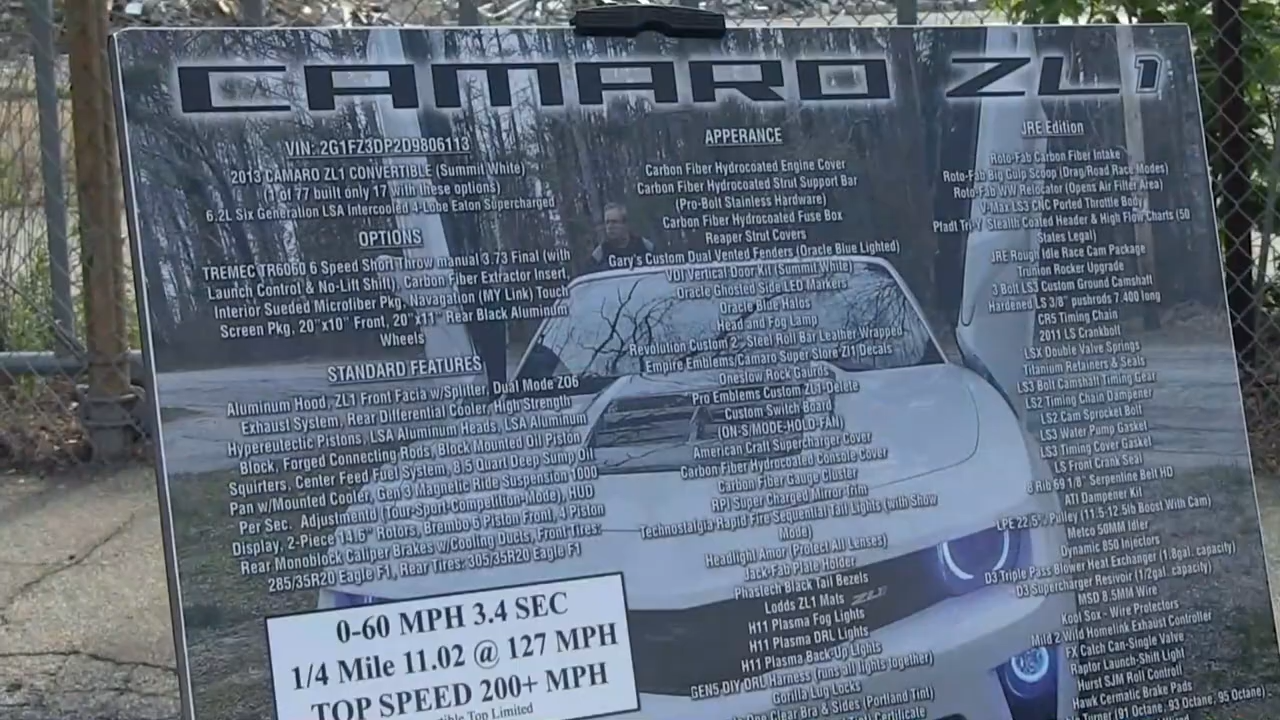 CAMARO ZL1
VIN: 2G1FZ3DP2D9806113
2013 CAMARO ZL1 CONVERTIBLE (Summit White)
(1 of 77 built only 17 with these options)
6.2L Six Generation LSA Intercooled 4-Lobe Eaton Supercharged
OPTIONS
TREMEC TR6060 6 Speed Short Throw manual 3.73 Final (with
Launch Control & No-Lift Shift), Carbon Fiber Extractor Insert,
Interior Sueded Microfiber Pkg, Navagation (MY Link) Touch
Screen Pkg, 20"x10" Front, 20"x11" Rear Black Aluminum
Wheels
STANDARD FEATURES
Aluminum Hood, ZL1 Front Facia w/Splitter, Dual Mode Z06
Exhaust System, Rear Differential Cooler, High Strength
Hypereutectic Pistons, LSA Aluminum Heads, LSA Aluminum
Block, Forged Connecting Rods, Block Mounted Oil Piston
Squirters, Center Feed Fuel System, 8.5 Quart Deep Sump Oil
Pan w/Mounted Cooler, Gen 3 Magnetic Ride Suspension 1000
Per Sec. Adjustments (Tour-Sport-Competition-Mode), HUD
Display, 2-Piece 14.6" Rotors, Brembo 6 Piston Front, 4 Piston
Rear Monoblock Caliper Brakes w/Cooling Ducts, Front Tires:
285/35R20 Eagle F1, Rear Tires: 305/35R20 Eagle F1
0-60 MPH 3.4 SEC
1/4 Mile 11.02 @ 127 MPH
TOP SPEED 200+ MPH
Top Limited
APPERANCE
Carbon Fiber Hydrocoated Engine Cover
Carbon Fiber Hydrocoated Strut Support Bar
(Pro-Bolt Stainless Hardware)
Carbon Fiber Hydrocoated Fuse Box
Reaper Strut Covers
Gary's Custom Dual Vented Fenders (Oracle Blue Lighted)
VDI Vertical Door Kit (Summit White)
Oracle Ghosted Side LED Markers
Oracle Blue Halos
Head and Fog Lamp
Revolution Custom 2" Steel Roll Bar Leather Wrapped
Empire Emblems/Camaro Super Store ZL1 Decals
Oneslow Rock Gaurds
Pro Emblems Custom ZL1-Delete
Custom Switch Board
(ON-S/MODE-HOLD-FAN)
American Craft Supercharger Cover
Carbon Fiber Hydrocoated Console Cover
Carbon Fiber Gauge Cluster
RPI Super Charged Mirror Trim
Technostalgia Rapid Fire Sequential Tail Lights (with Show
Mode)
Headlight Amor (Protect All Lenses)
Jack-Fab Plate Holder
Phastech Black Tail Bezels
Lodds ZL1 Mats
H11 Plasma Fog Lights
H11 Plasma DRL Lights
H11 Plasma Back-Up Lights
GEN5 DIY DRL Harness (runs all lights together)
Gorilla Lug Locks
One Clear Bra & Sides (Portland Tint)
Certificate
JRE Edition
Roto-Fab Carbon Fiber Intake
Roto-Fab Big Gulp Scoop (Drag/Road Race Modes)
Roto-Fab WW Relocator (Opens Air Filter Area)
V-Max LS3 CNC Ported Throttle Body
Pfadt Tri-Y Stealth Coated Header & High Flow Charts (50
States Legal)
JRE Rough Idle Race Cam Package
Trunion Rocker Upgrade
3 Bolt LS3 Custom Ground Camshaft
Hardened LS 3/8" pushrods 7.400 long
CR5 Timing Chain
2011 LS Crankbolt
LSX Double Valve Springs
Titanium Retainers & Seals
LS3 Bolt Camshaft Timing Gear
LS2 Timing Chain Dampener
LS2 Cam Sprocket Bolt
LS3 Water Pump Gasket
LS3 Timing Cover Gasket
LS Front Crank Seal
8 Rib 69 1/8" Serpenine Belt HD
ATI Dampener Kit
LPE 22.5% Pulley (11.5-12.5lb Boost With Cam)
Metco 50MM Idler
Dynamic 850 Injectors
D3 Triple Pass Blower Heat Exchanger (1.8gal. capacity)
D3 Supercharger Resivoir (1/2gal. capacity)
MSD 8.5MM Wire
Kool Sox - Wire Protectors
Mild 2 Wild Homelink Exhaust Controller
FX Catch Can-Single Valve
Raptor Launch-Shift Light
Hurst SJM Roll Control
Hawk Cermatic Brake Pads
Tuner (91 Octane, 93 Octane, 95 Octane)